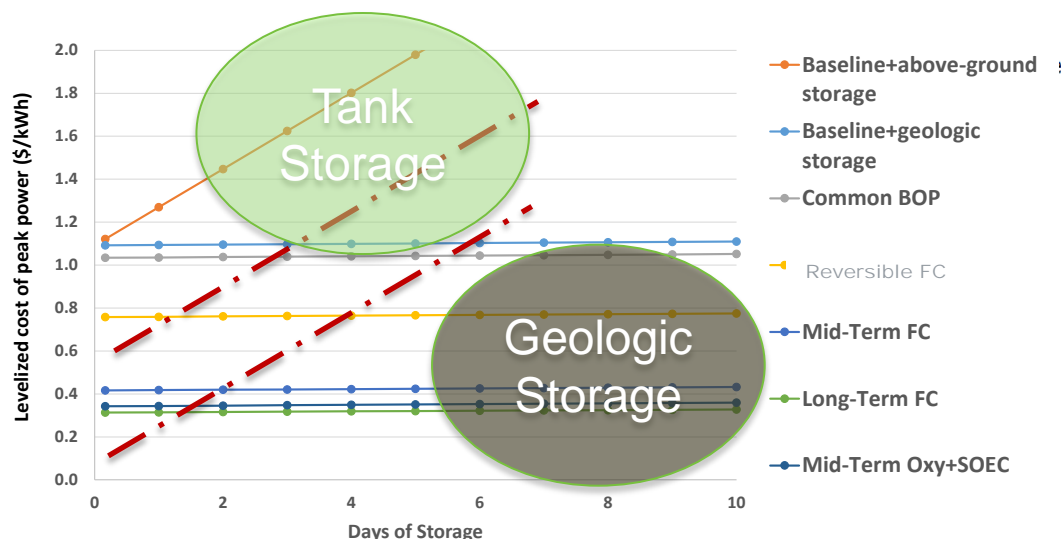 Levelized cost of peak power ($/kWh)
2.0
1.8
1.6
1.4
1.2
1.0
0.8
0.6
0.4
0.2
0.0
0
2
4
6
8
10
Days of Storage
Tank
Storage
Geologic
Storage
Baseline+above-ground
storage
Baseline+geologic
storage
Common BOP
Reversible FC
Mid-Term FC
Long-Term FC
Mid-Term Oxy+SOEC